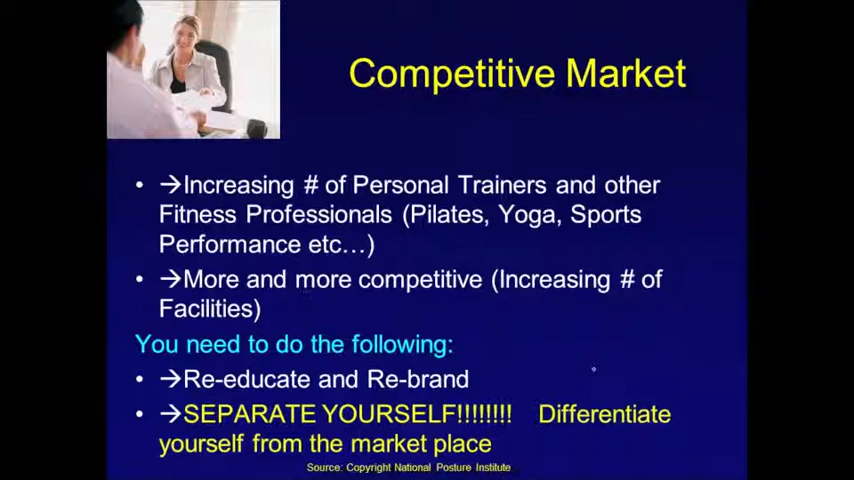 Competitive Market
• →Increasing # of Personal Trainers and other
Fitness Professionals (Pilates, Yoga, Sports
Performance etc…)
• →More and more competitive (Increasing # of
Facilities)
You need to do the following:
• →Re-educate and Re-brand
• →SEPARATE YOURSELF!!!!!!!! Differentiate
yourself from the market place
Source: Copyright National Posture Institute